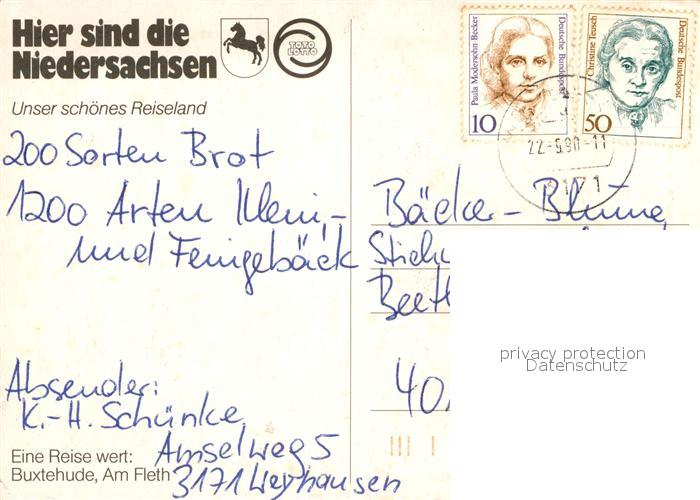 Hier sind die
Niedersachsen
TOTO
LOTTO
Unser schönes Reiseland
200 Sorten Brot
1200 Arten Klein-
und Feingebäck
Absender:
K.-H. Schünke
Amselweg 5
3171 Weyhausen
Eine Reise wert:
Buxtehude, Am Fleth
Paula Modersohn-Becker
Deutsche Bundespost
10
Christine Teusch
Deutsche Bundespost
50
22-5.90-11
3171
Bäcker-Blume,
Beet
40
privacy protection
Datenschutz